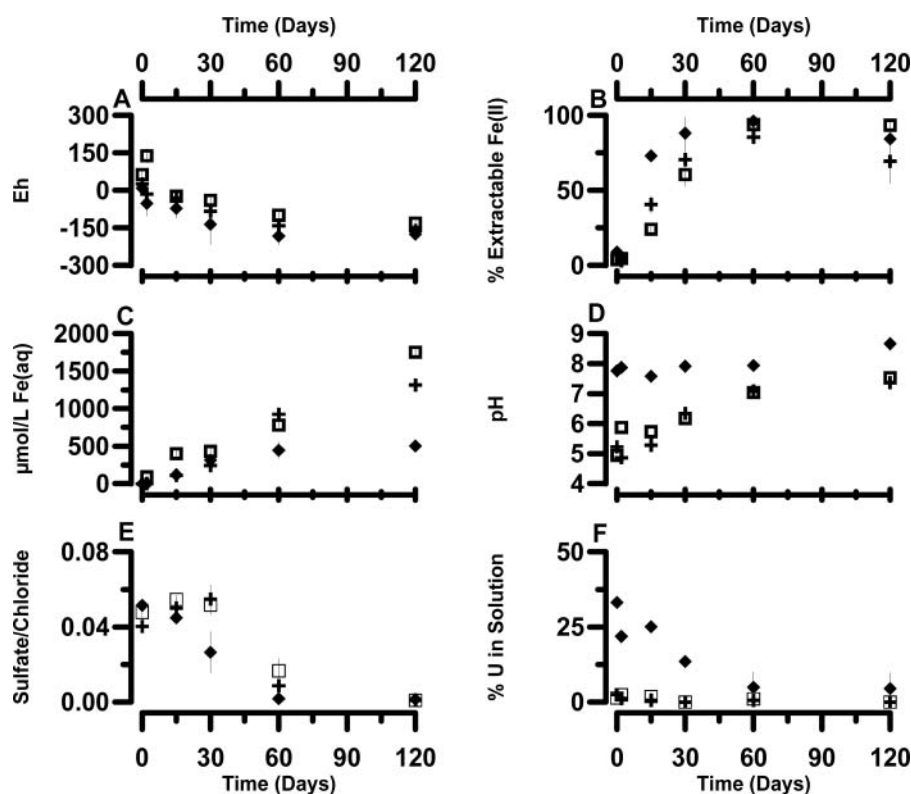 Time (Days) Time (Days)
0 30 60 90 120 0 30 60 90 120
A B
300 100
150
0 50
-150
-300 0
Eh % Extractable Fe(II)
C D
2000 9
1500 8
1000 7
500 6
0 5
4
µmol/L Fe(aq) pH
E F
0.08 50
0.04 25
0.00 0
Sulfate/Chloride % U in Solution
0 30 60 90 120 0 30 60 90 120
Time (Days) Time (Days)